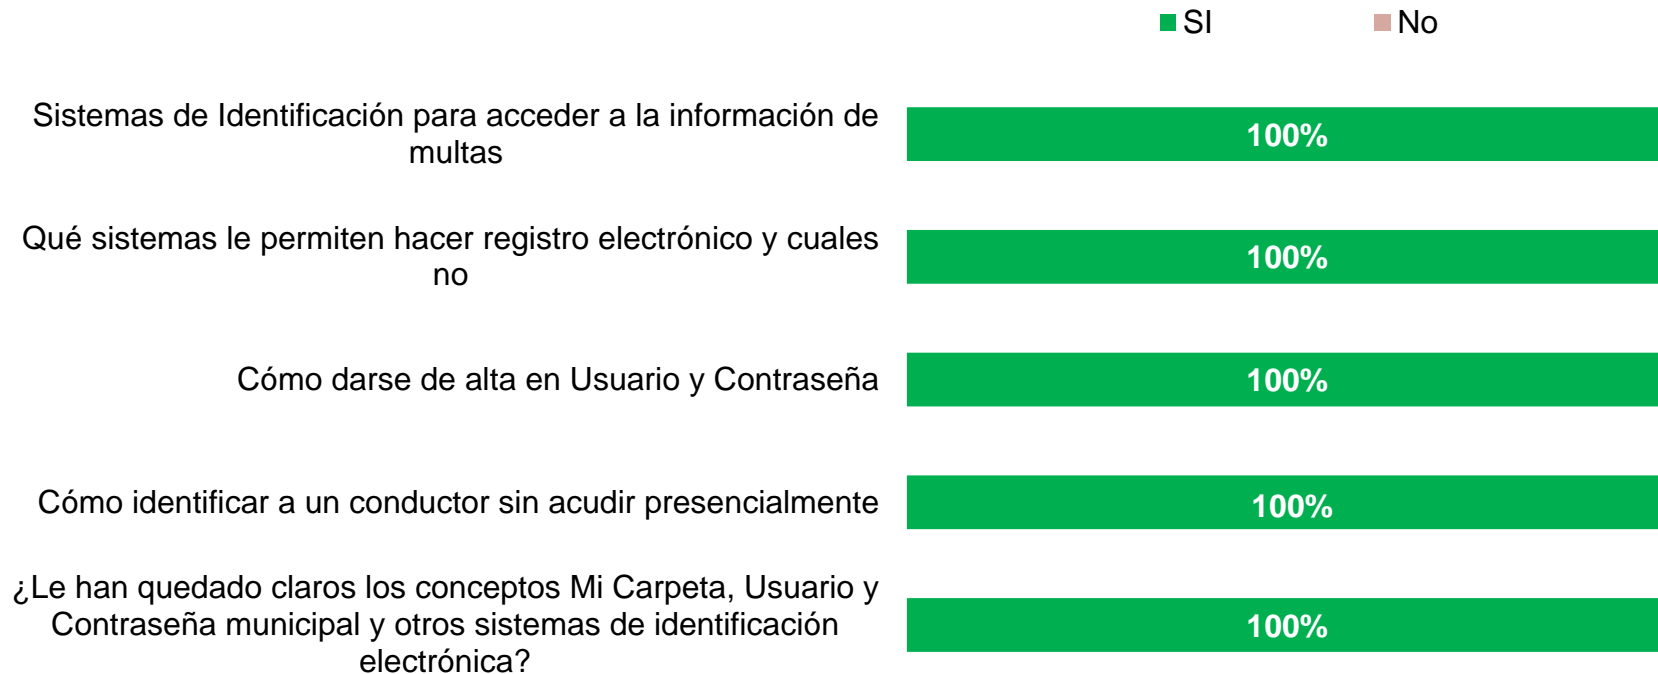 SI No
Sistemas de Identificación para acceder a la información de
multas
100%
Qué sistemas le permiten hacer registro electrónico y cuales
no
100%
Cómo darse de alta en Usuario y Contraseña
100%
Cómo identificar a un conductor sin acudir presencialmente
100%
¿Le han quedado claros los conceptos Mi Carpeta, Usuario y
Contraseña municipal y otros sistemas de identificación
electrónica?
100%